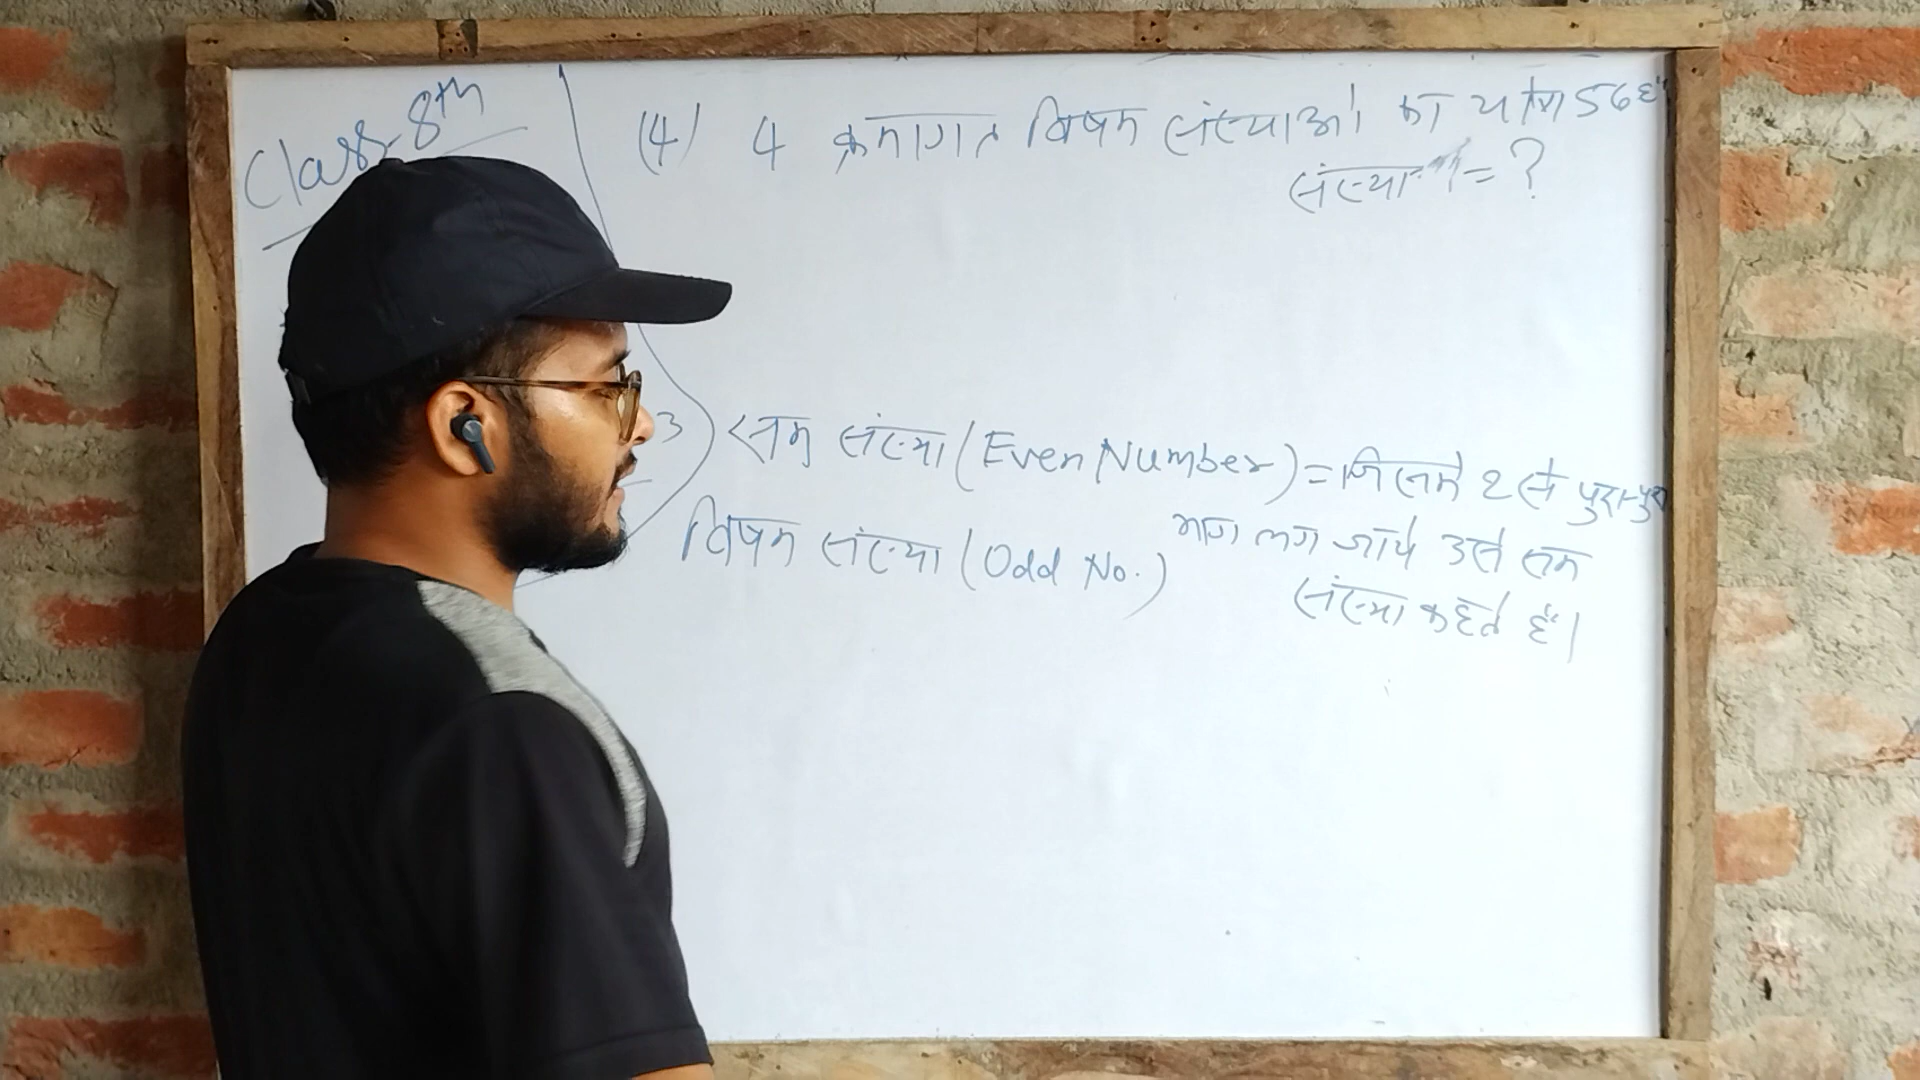 Class-8th
(4) 4 क्रमागत विषम संख्याओं का योग 56 हैं
संख्या = ?
3 सम संख्या (Even Number) = जिसमे 2 से पुरा-पुरा
भाग लग जाये उसे सम
संख्या कहते हैं।
विषम संख्या (Odd No.)